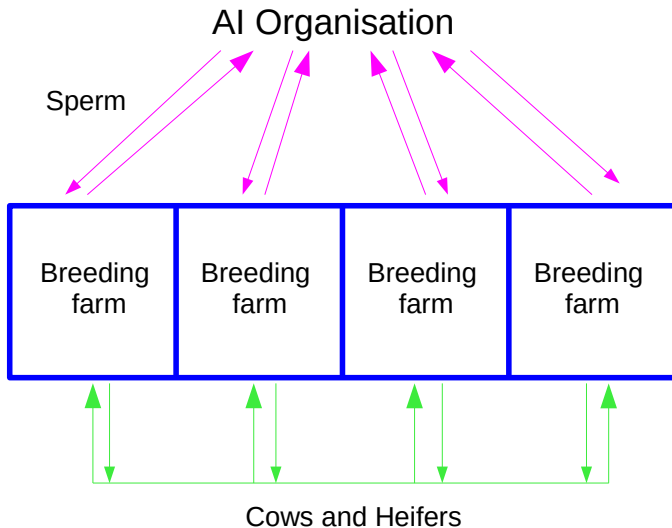 AI Organisation
Sperm
Breeding
farm
Breeding
farm
Breeding
farm
Breeding
farm
Cows and Heifers